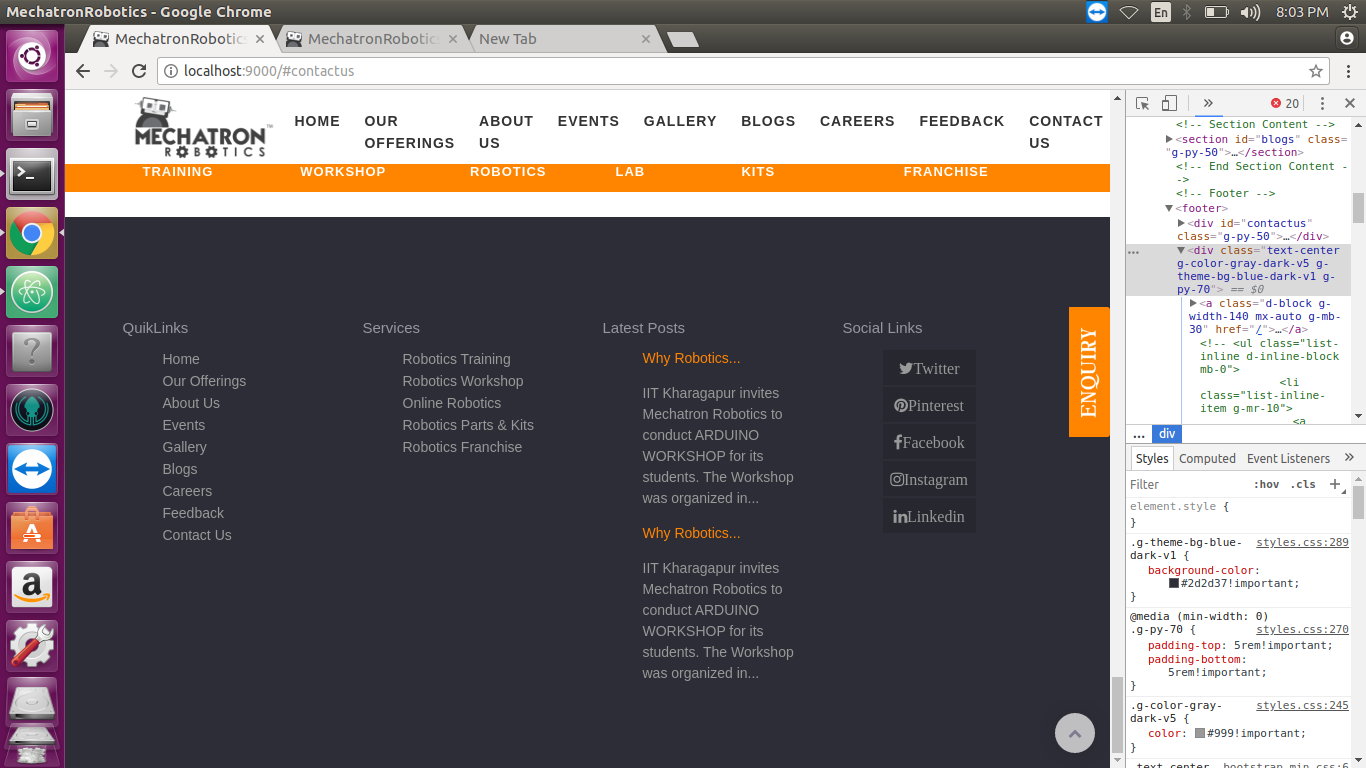 MechatronRobotics - Google Chrome
En
8:03 PM
MechatronRobotics
MechatronRobotics
New Tab
localhost:9000/#contactus
MECHATRON
ROBOTICS
TM
HOME
OUR OFFERINGS
ABOUT US
EVENTS
GALLERY
BLOGS
CAREERS
FEEDBACK
CONTACT US
TRAINING
WORKSHOP
ROBOTICS
LAB
KITS
FRANCHISE
QuikLinks
Home
Our Offerings
About Us
Events
Gallery
Blogs
Careers
Feedback
Contact Us
Services
Robotics Training
Robotics Workshop
Online Robotics
Robotics Parts & Kits
Robotics Franchise
Latest Posts
Why Robotics...
IIT Kharagapur invites
Mechatron Robotics to
conduct ARDUINO
WORKSHOP for its
students. The Workshop
was organized in...
Why Robotics...
IIT Kharagapur invites
Mechatron Robotics to
conduct ARDUINO
WORKSHOP for its
students. The Workshop
was organized in...
Social Links
Twitter
Pinterest
Facebook
Instagram
Linkedin
ENQUIRY
20
<!-- Section Content -->
<section id="blogs" class=
"g-py-50">…</section>
<!-- End Section Content -
->
<!-- Footer -->
<footer>
<div id="contactus"
class="g-py-50">…</div>
<div class="text-center
g-color-gray-dark-v5 g-
theme-bg-blue-dark-v1 g-
py-70"> == $0
<a class="d-block g-
width-140 mx-auto g-mb-
30" href="/">…</a>
<!-- <ul class="list-
inline d-inline-block
mb-0">
<li
class="list-inline-
item g-mr-10">
<a
... div
Styles Computed Event Listeners
Filter :hov .cls +
element.style {
}
.g-theme-bg-blue- styles.css:289
dark-v1 {
background-color:
#2d2d37!important;
}
@media (min-width: 0)
.g-py-70 { styles.css:270
padding-top: 5rem!important;
padding-bottom:
5rem!important;
}
.g-color-gray- styles.css:245
dark-v5 {
color: #999!important;
}
.text-center bootstrap.min.css:6